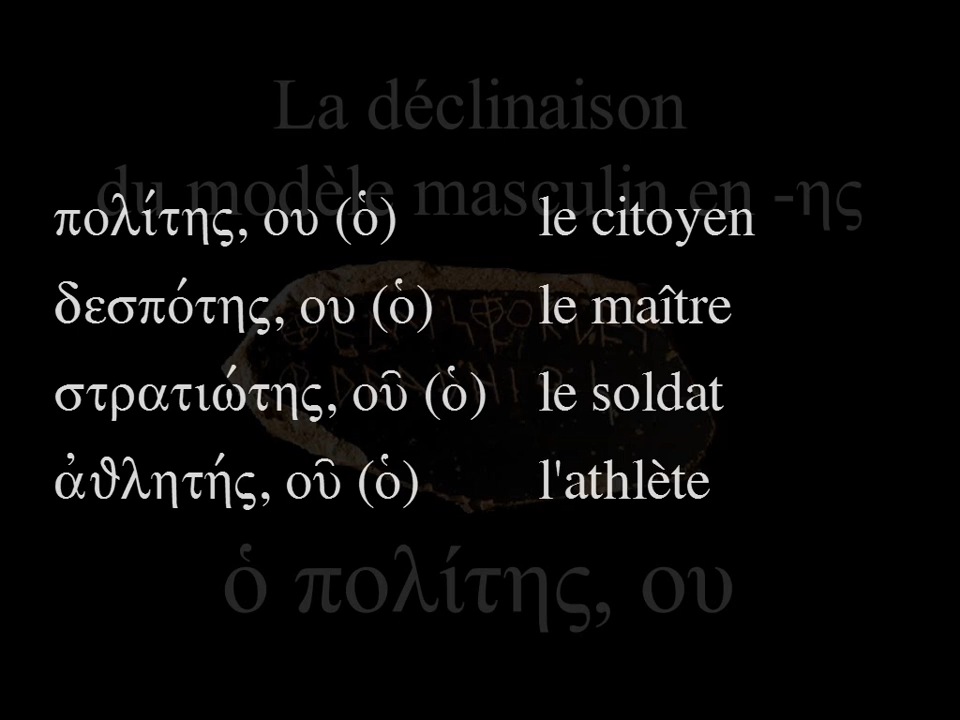 La déclinaison
du modèle masculin en -ης
πολίτης, ου (ὁ) le citoyen
δεσπότης, ου (ὁ) le maître
στρατιώτης, οῦ (ὁ) le soldat
ἀθλητής, οῦ (ὁ) l'athlète
ὁ πολίτης, ου